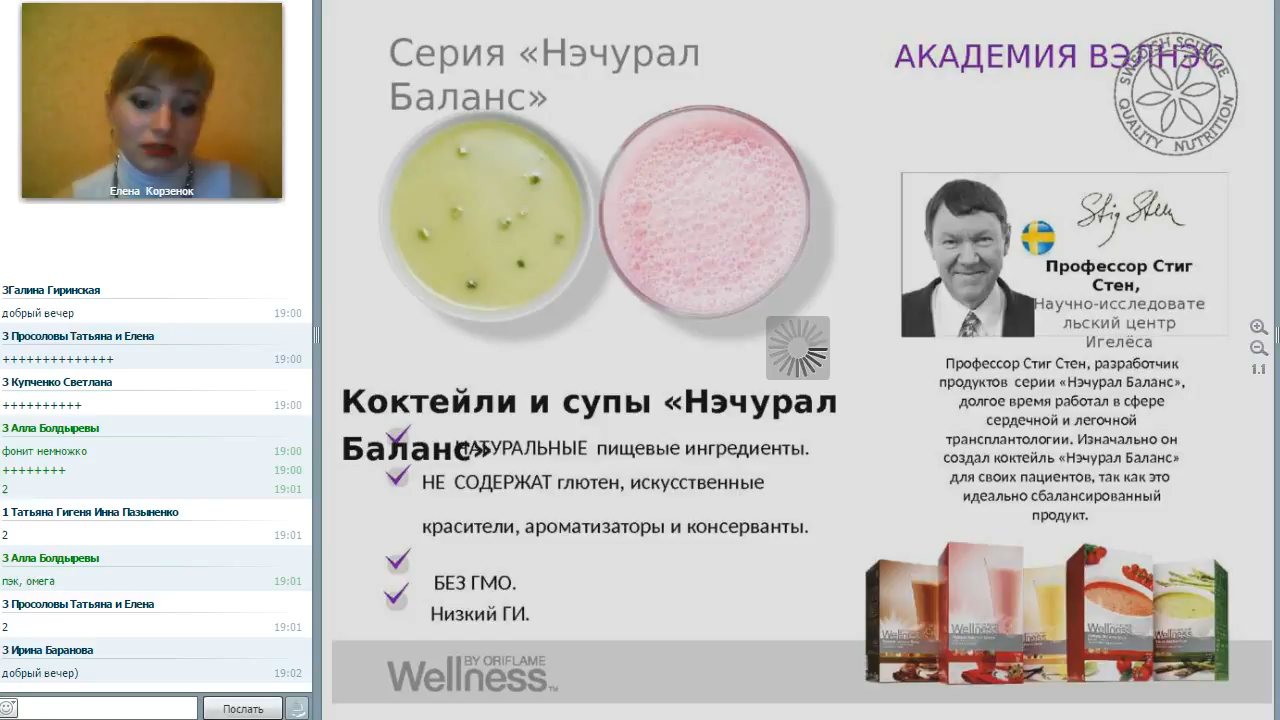 Елена Корзенок
3Галина Гиринская
добрый вечер 19:00
3 Просоловы Татьяна и Елена
++++++++++++++ 19:00
3 Купченко Светлана
++++++++++ 19:00
3 Алла Болдыревы
фонит немножко 19:00
++++++++ 19:00
2 19:01
1 Татьяна Гигеня Инна Пазыненко
2 19:01
3 Алла Болдыревы
пэк, омега 19:01
3 Просоловы Татьяна и Елена
2 19:01
3 Ирина Баранова
добрый вечер) 19:02
Послать
Серия «Нэчурал
Баланс»
АКАДЕМИЯ ВЭЛНЭС
SWEDISH SCIENCE
QUALITY NUTRITION
Stig Steen
Профессор Стиг
Стен,
Научно-исследовате
льский центр
Игелёса
Профессор Стиг Стен, разработчик
продуктов серии «Нэчурал Баланс»,
долгое время работал в сфере
сердечной и легочной
трансплантологии. Изначально он
создал коктейль «Нэчурал Баланс»
для своих пациентов, так как это
идеально сбалансированный
продукт.
Коктейли и супы «Нэчурал
Баланс»
НАТУРАЛЬНЫЕ пищевые ингредиенты.
НЕ СОДЕРЖАТ глютен, искусственные
красители, ароматизаторы и консерванты.
БЕЗ ГМО.
Низкий ГИ.
Wellness
Wellness
Wellness
Wellness
BY ORIFLAME
Wellness™
1.1